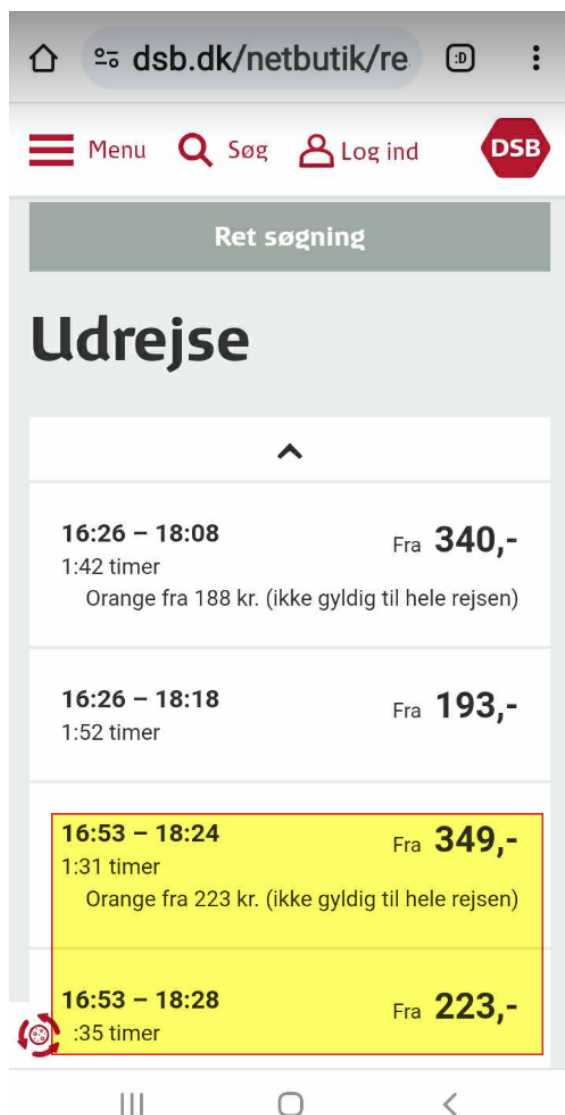 dsb.dk/netbutik/re :D
Menu Søg Log ind DSB
Ret søgning
Udrejse
16:26 – 18:08 Fra 340,-
1:42 timer
Orange fra 188 kr. (ikke gyldig til hele rejsen)
16:26 – 18:18 Fra 193,-
1:52 timer
16:53 – 18:24 Fra 349,-
1:31 timer
Orange fra 223 kr. (ikke gyldig til hele rejsen)
16:53 – 18:28 Fra 223,-
:35 timer